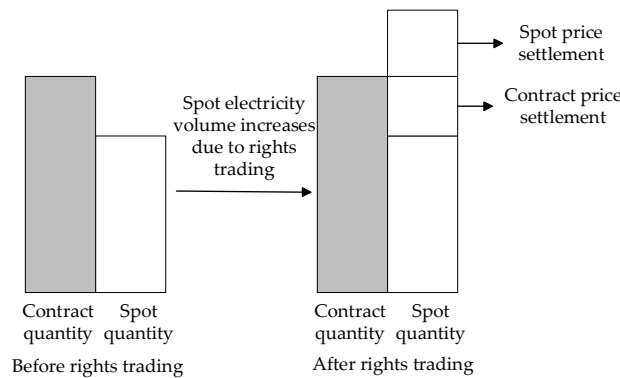 Spot price
settlement
Contract price
settlement
Spot electricity
volume increases
due to rights
trading
Contract
quantity
Spot
quantity
Before rights trading
Contract
quantity
Spot
quantity
After rights trading